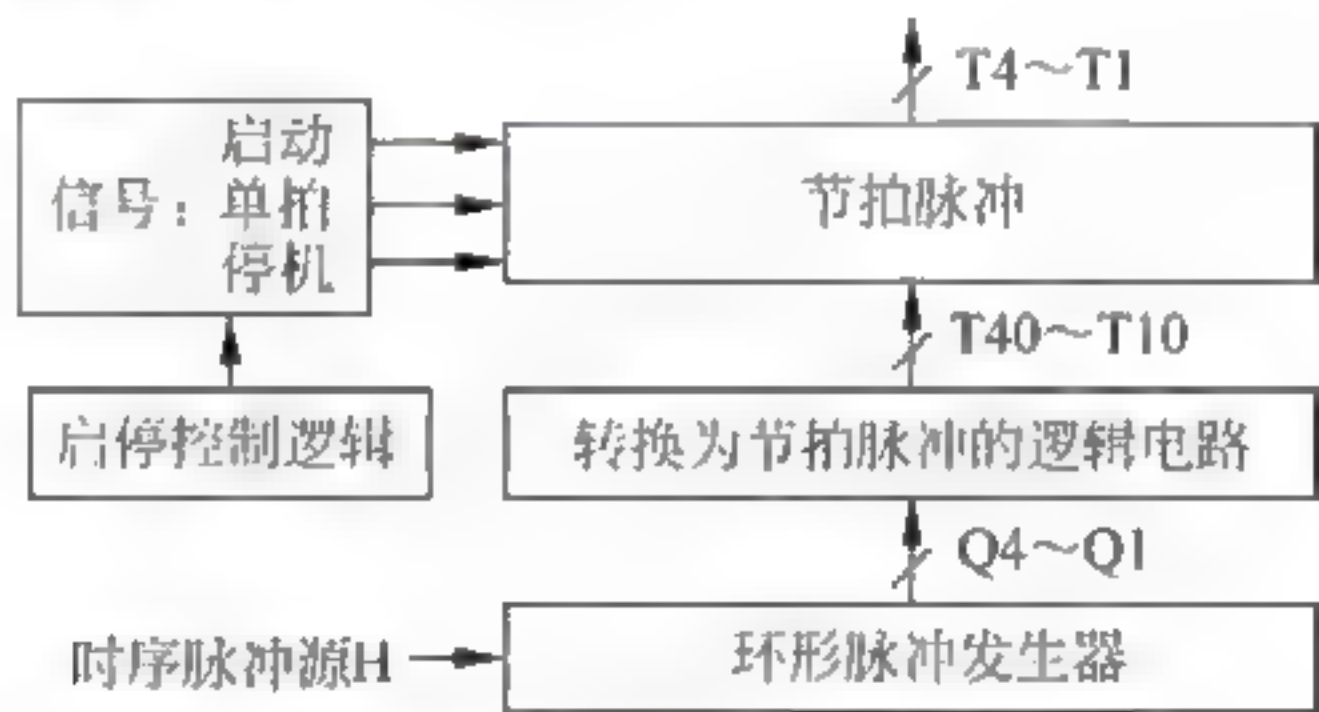 T4～T1
启动
信号：单拍
停机
节拍脉冲
T40～T10
启停控制逻辑
转换为节拍脉冲的逻辑电路
Q4～Q1
时序脉冲源H
环形脉冲发生器